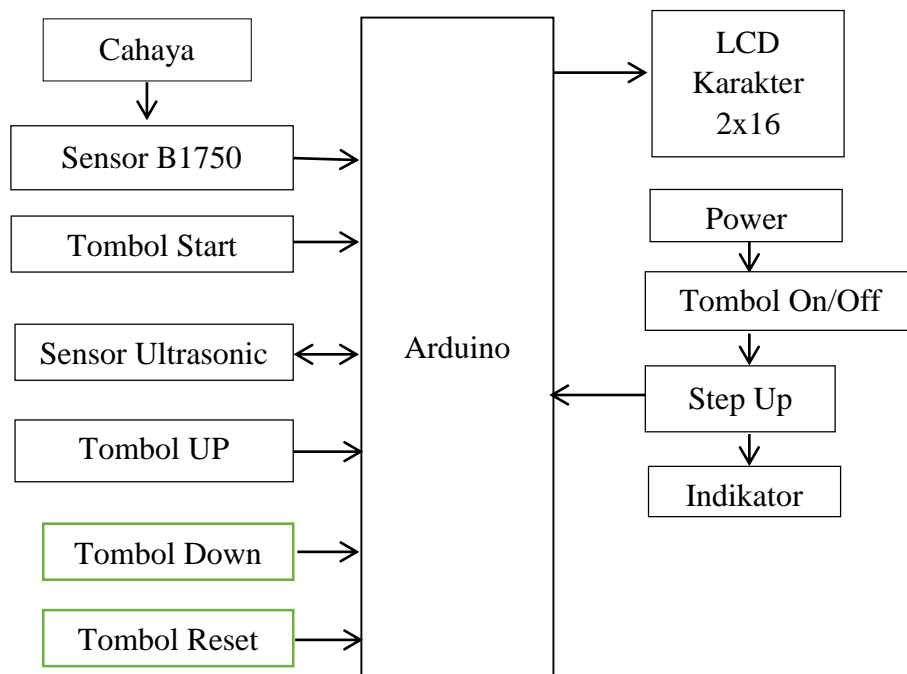 Cahaya
Sensor B1750
Tombol Start
Sensor Ultrasonic
Tombol UP
Tombol Down
Tombol Reset
Arduino
LCD
Karakter
2x16
Power
Tombol On/Off
Step Up
Indikator